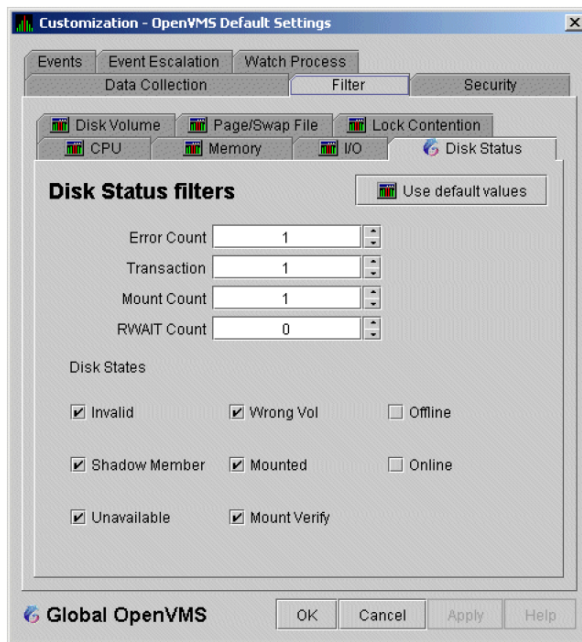 Customization - OpenVMS Default Settings
Events Event Escalation Watch Process
Data Collection Filter Security
Disk Volume Page/Swap File Lock Contention
CPU Memory I/O Disk Status
Disk Status filters Use default values
Error Count 1
Transaction 1
Mount Count 1
RWAIT Count 0
Disk States
Invalid Wrong Vol Offline
Shadow Member Mounted Online
Unavailable Mount Verify
Global OpenVMS OK Cancel Apply Help